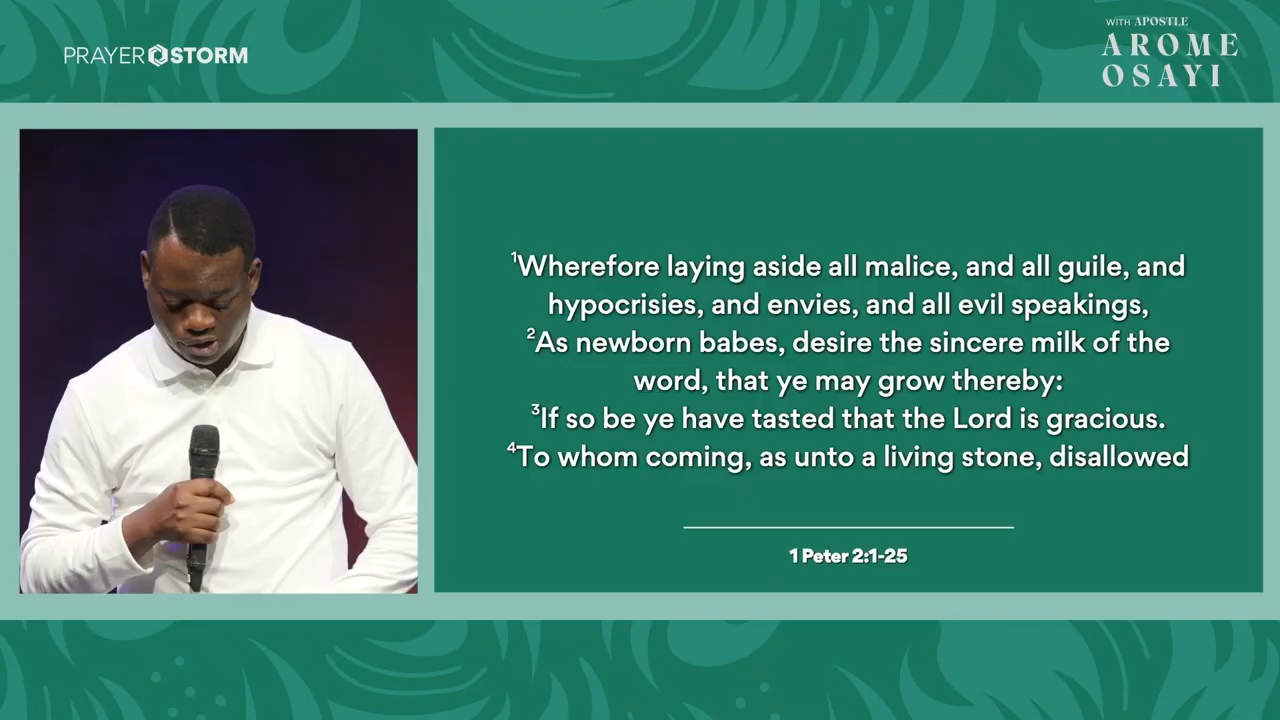 PRAYER STORM
WITH APOSTLE
AROME
OSAYI
¹Wherefore laying aside all malice, and all guile, and
hypocrisies, and envies, and all evil speakings,
²As newborn babes, desire the sincere milk of the
word, that ye may grow thereby:
³If so be ye have tasted that the Lord is gracious.
⁴To whom coming, as unto a living stone, disallowed
1 Peter 2:1-25